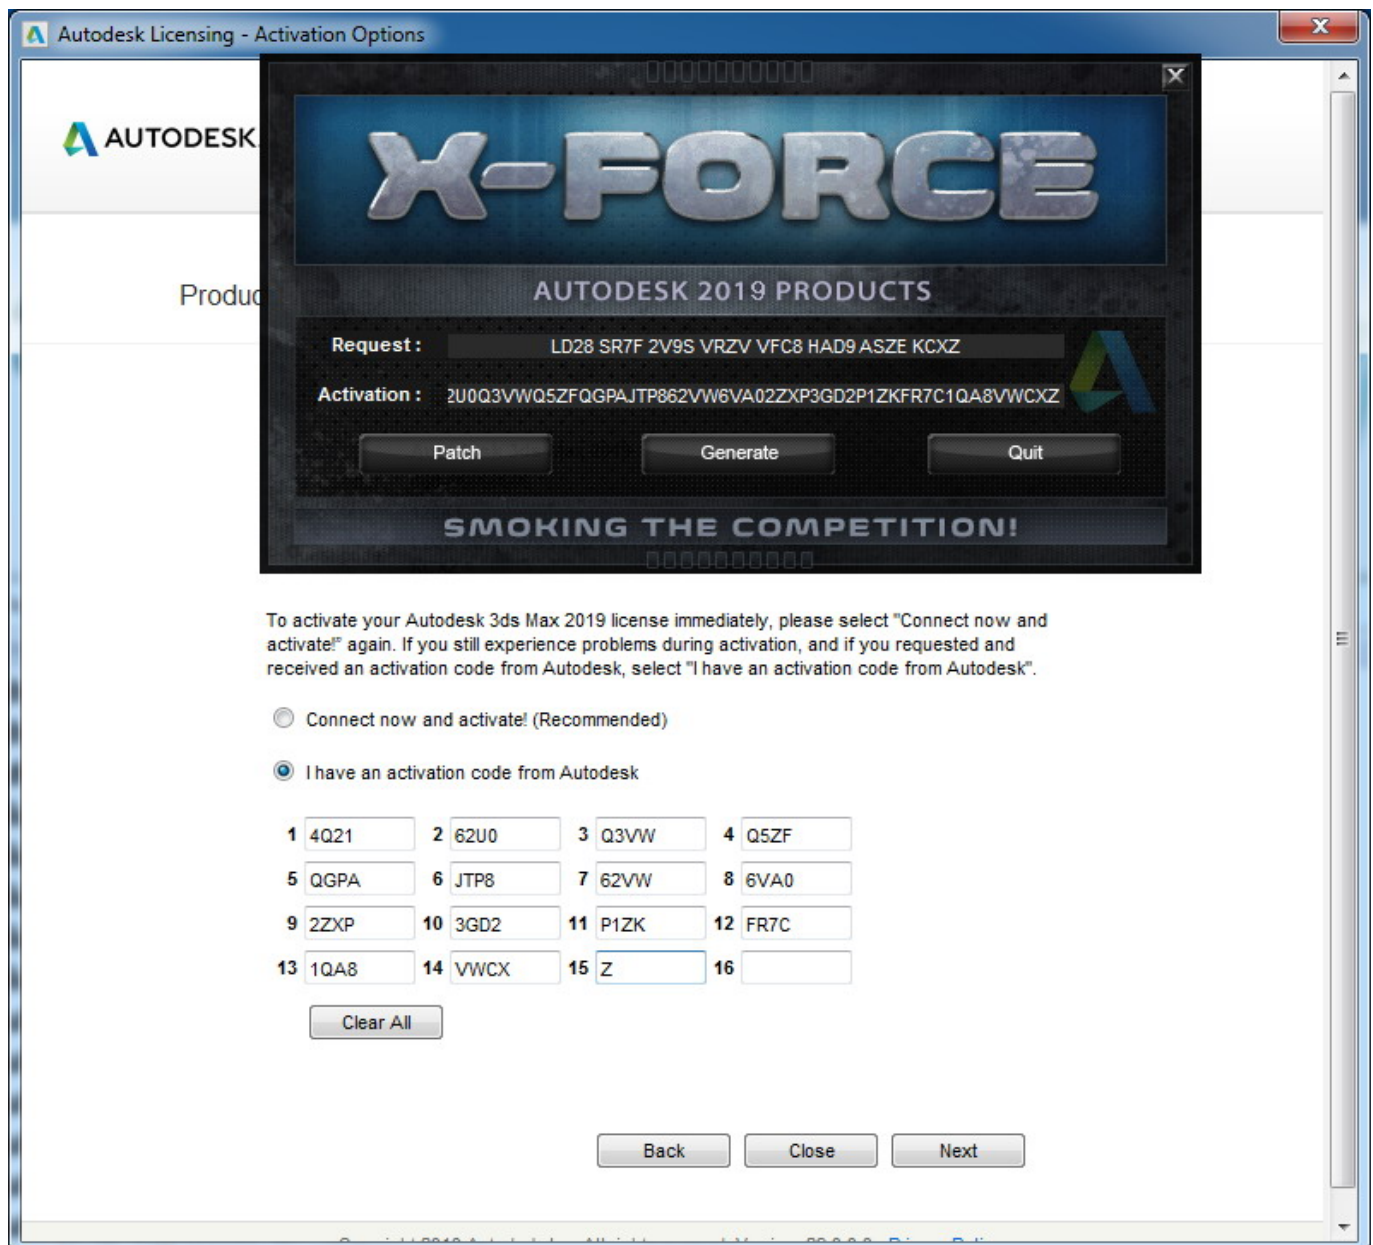 Autodesk Licensing - Activation Options
AUTODESK.
X-FORCE
Produc
AUTODESK 2019 PRODUCTS
Request : LD28 SR7F 2V9S VRZV VFC8 HAD9 ASZE KCXZ
Activation : 2U0Q3VWQ5ZFQGPAJTP862VW6VA02ZXP3GD2P1ZKFR7C1QA8VWCXZ
Patch Generate Quit
SMOKING THE COMPETITION!
To activate your Autodesk 3ds Max 2019 license immediately, please select "Connect now and
activate!" again. If you still experience problems during activation, and if you requested and
received an activation code from Autodesk, select "I have an activation code from Autodesk".
Connect now and activate! (Recommended)
I have an activation code from Autodesk
1 4Q21 2 62U0 3 Q3VW 4 Q5ZF
5 QGPA 6 JTP8 7 62VW 8 6VA0
9 2ZXP 10 3GD2 11 P1ZK 12 FR7C
13 1QA8 14 VWCX 15 Z 16
Clear All
Back Close Next